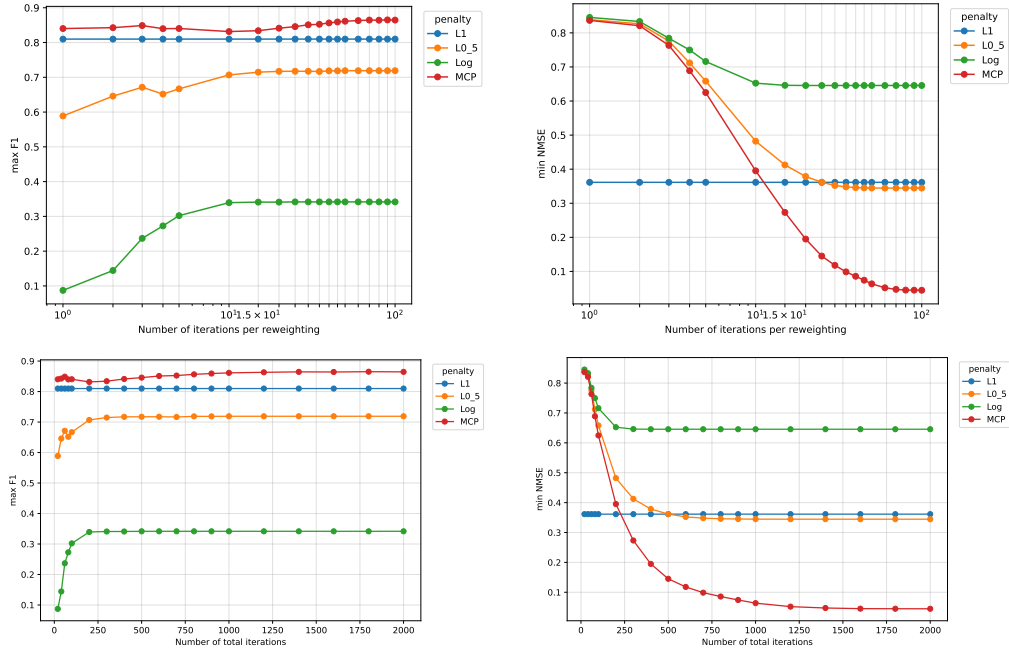 0.9
0.8
0.7
0.6
0.5
0.4
0.3
0.2
0.1
max F1
10⁰
10¹
1.5 × 10¹
10²
Number of iterations per reweighting
penalty
L1
L0_5
Log
MCP
0.8
0.7
0.6
0.5
0.4
0.3
0.2
0.1
min NMSE
10⁰
10¹
1.5 × 10¹
10²
Number of iterations per reweighting
penalty
L1
L0_5
Log
MCP
0.9
0.8
0.7
0.6
0.5
0.4
0.3
0.2
0.1
max F1
0 250 500 750 1000 1250 1500 1750 2000
Number of total iterations
penalty
L1
L0_5
Log
MCP
0.8
0.7
0.6
0.5
0.4
0.3
0.2
0.1
min NMSE
0 250 500 750 1000 1250 1500 1750 2000
Number of total iterations
penalty
L1
L0_5
Log
MCP